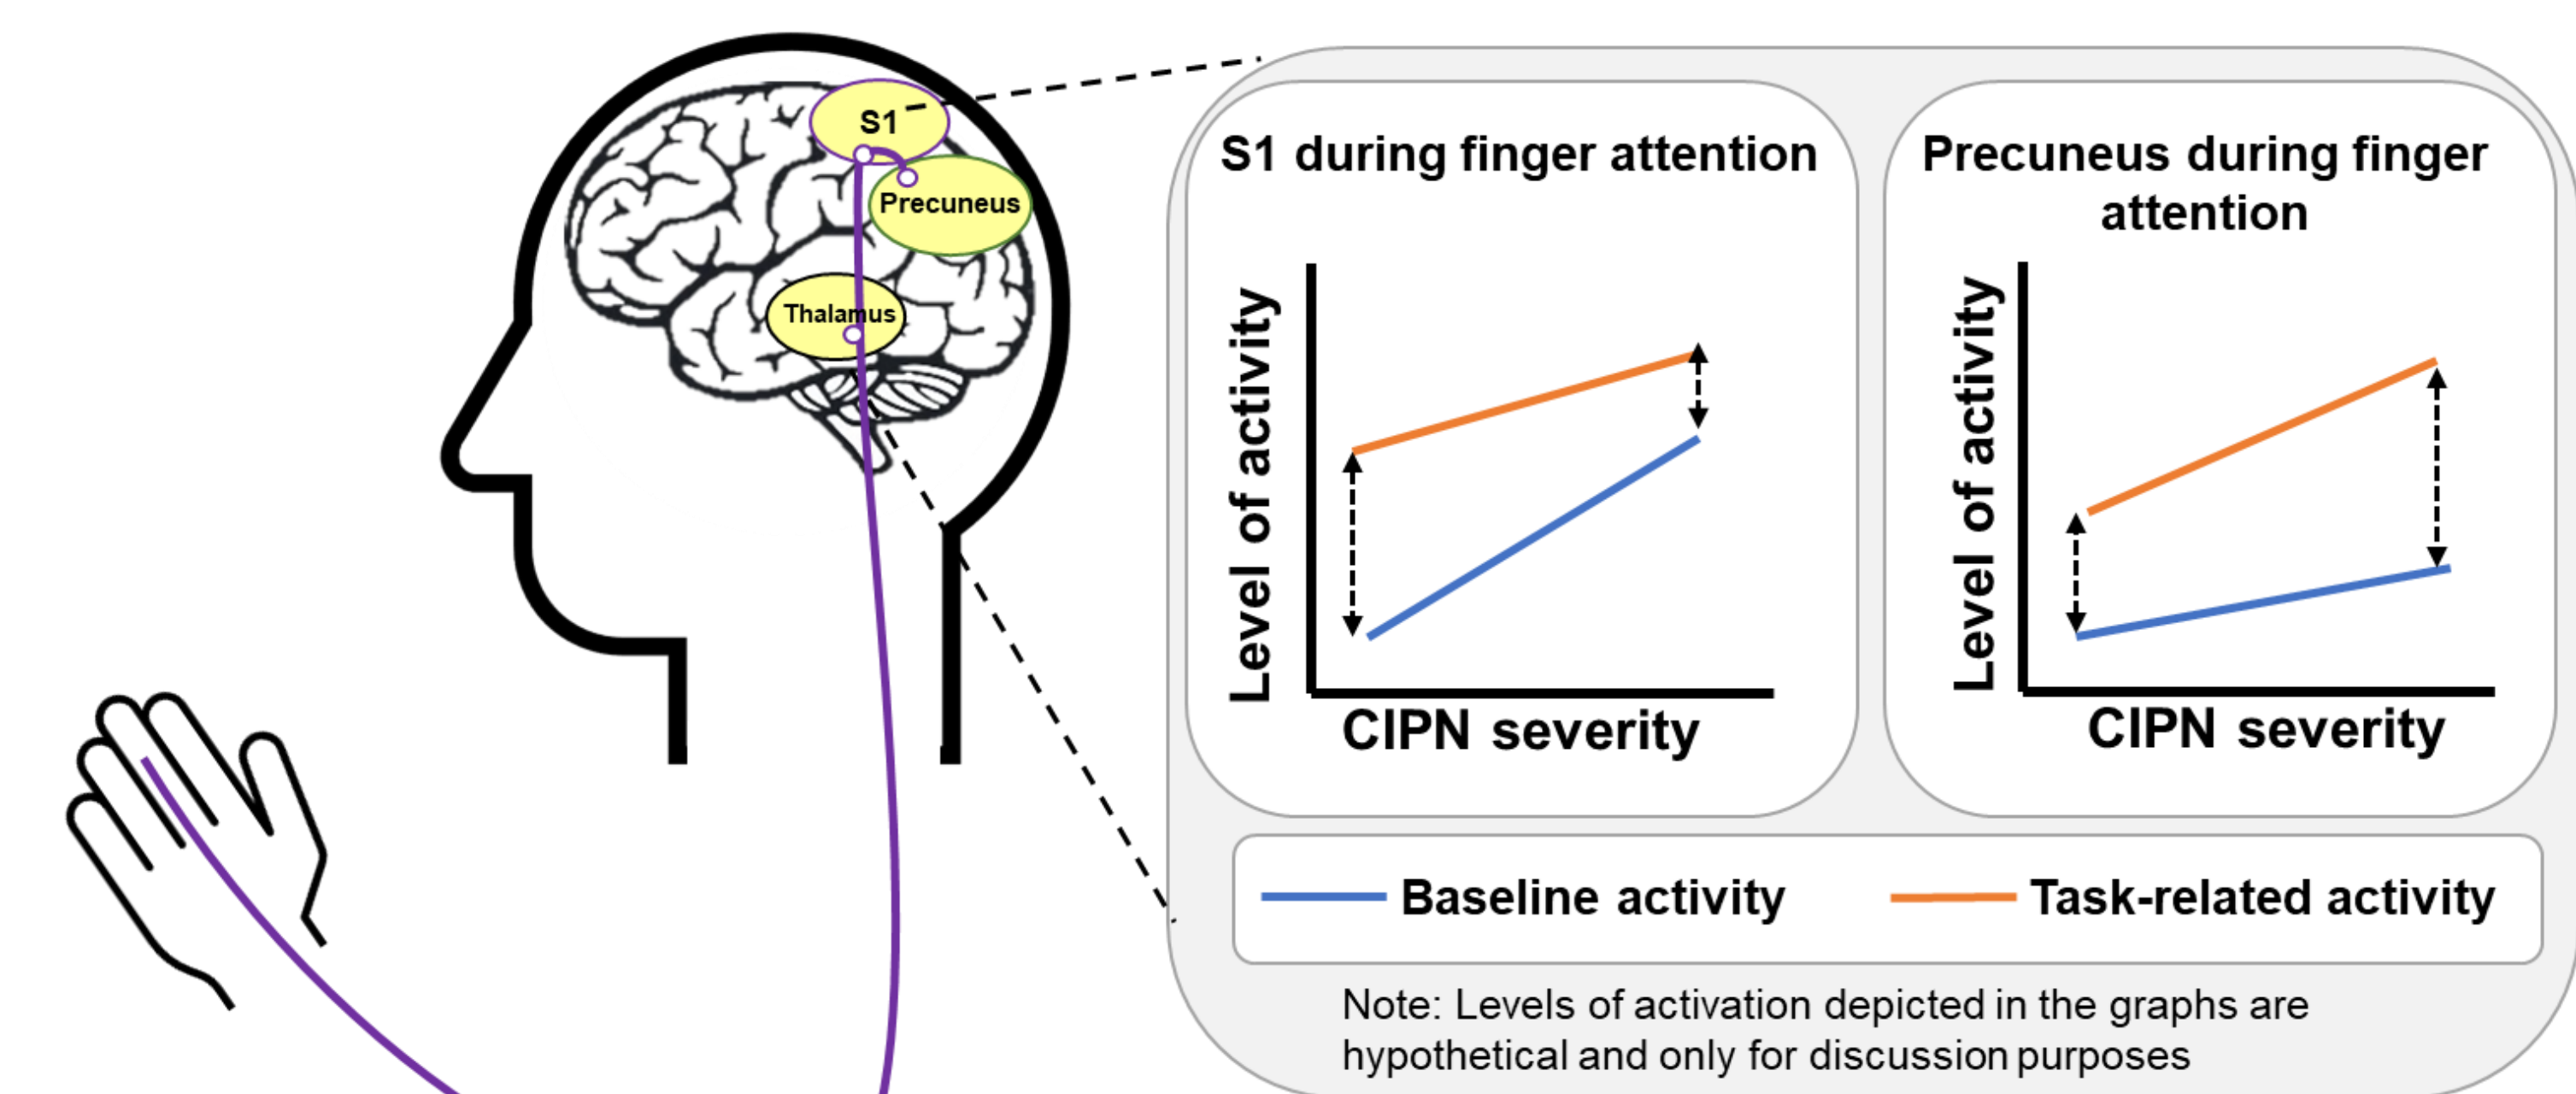 S1
Precuneus
Thalamus
S1 during finger attention
Level of activity
CIPN severity
Precuneus during finger
attention
Level of activity
CIPN severity
Baseline activity
Task-related activity
Note: Levels of activation depicted in the graphs are
hypothetical and only for discussion purposes